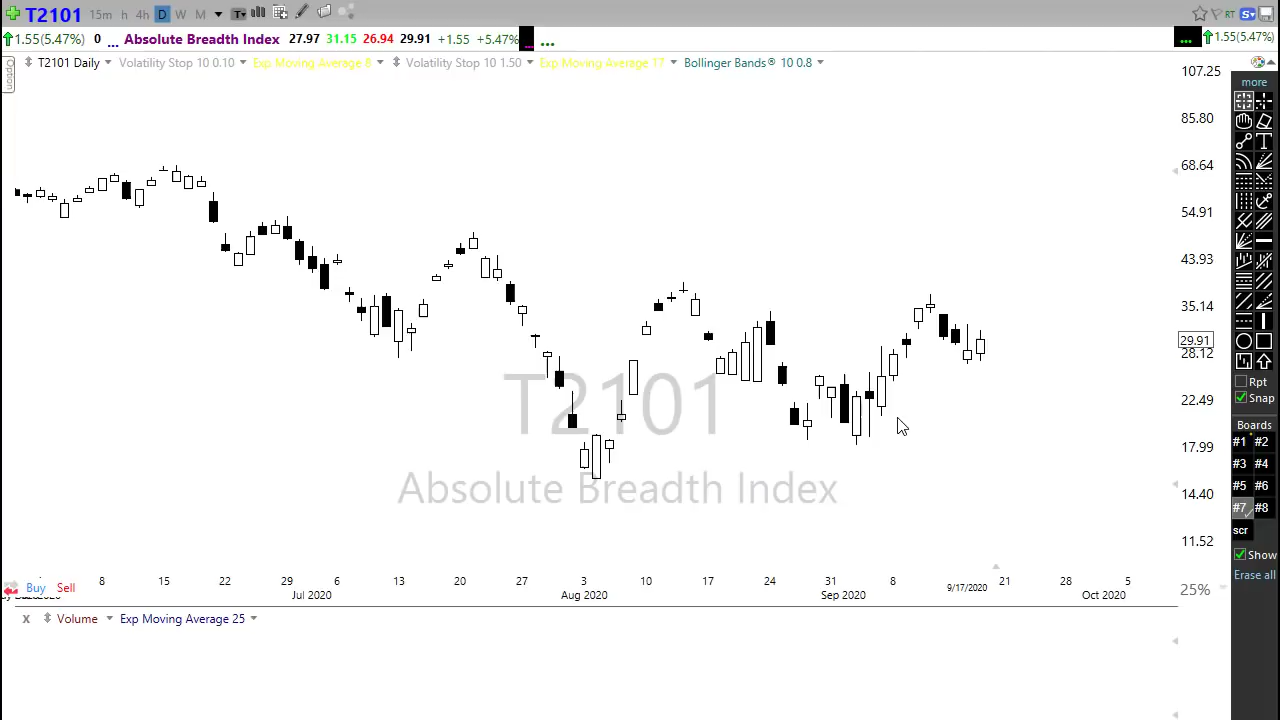 T2101 15m h 4h D W M T RT S
1.55(5.47%) 0 ... Absolute Breadth Index 27.97 31.15 26.94 29.91 +1.55 +5.47% ... ... ... 1.55(5.47%)
Option T2101 Daily Volatility Stop 10 0.10 Exp Moving Average 8 Volatility Stop 10 1.50 Exp Moving Average 17 Bollinger Bands® 10 0.8
107.25
85.80
68.64
54.91
43.93
35.14
29.91
28.12
22.49
17.99
14.40
11.52
T2101
Absolute Breadth Index
more
T
Rpt
Snap
Boards
#1 #2
#3 #4
#5 #6
#7 #8
scr
Show
Erase all
8 15 22 29 6 13 20 27 3 10 17 24 31 8 9/17/2020 21 28 5
Buy Sell 25%
Jul 2020 Aug 2020 Sep 2020 Oct 2020
x Volume Exp Moving Average 25